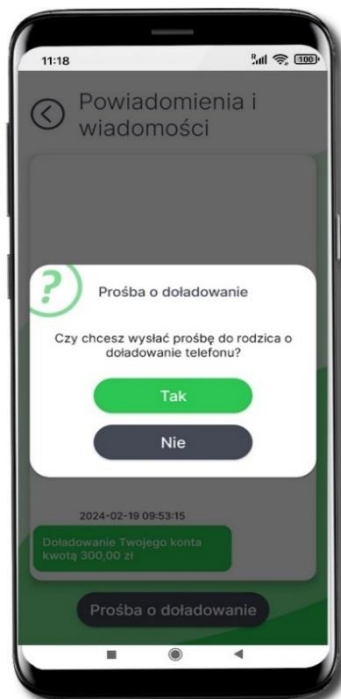 11:18
100
Powiadomienia i
wiadomości
?
Prośba o doładowanie
Czy chcesz wysłać prośbę do rodzica o
doładowanie telefonu?
Tak
Nie
2024-02-19 09:53:15
Doładowanie Twojego konta
kwotą 300,00 zł
Prośba o doładowanie